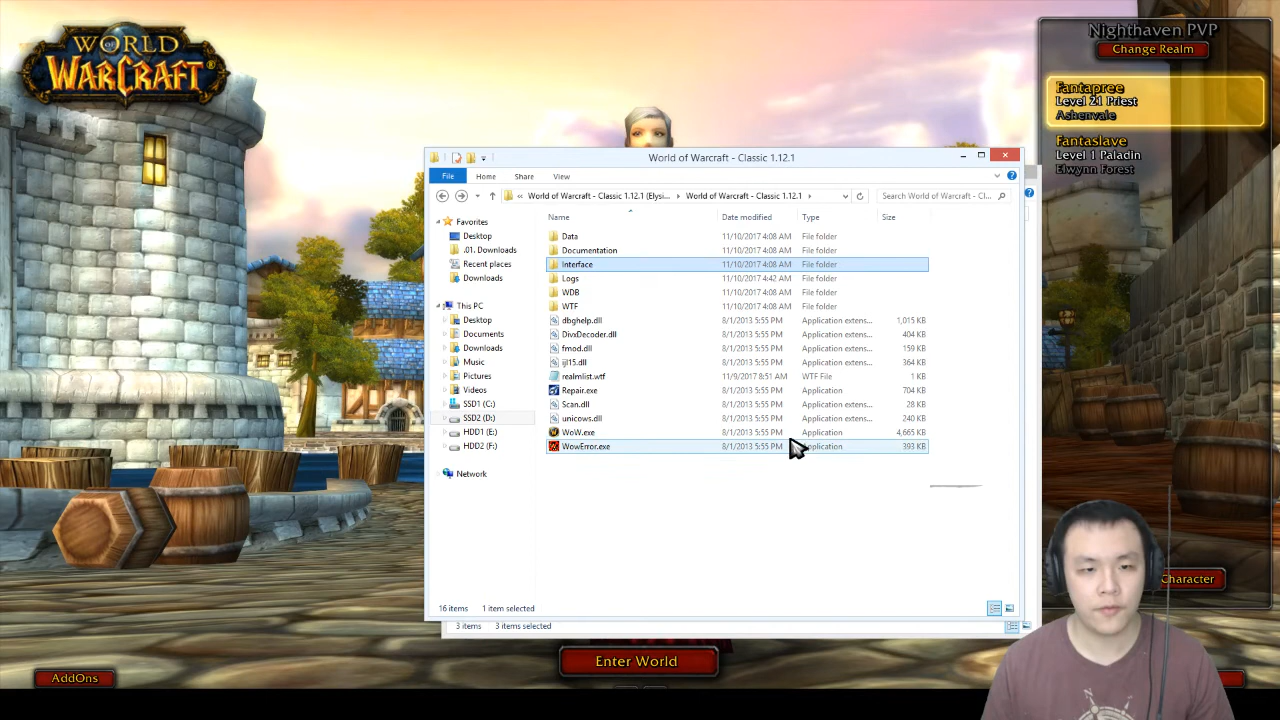 WORLD
OF
WARCRAFT
Nighthaven PVP
Change Realm
Fantapree
Level 21 Priest
Ashenvale
Fantaslave
Level 1 Paladin
Elwynn Forest
World of Warcraft - Classic 1.12.1
File Home Share View
« World of Warcraft - Classic 1.12.1 (Elysi... World of Warcraft - Classic 1.12.1
Search World of Warcraft - Cl...
Name Date modified Type Size
Favorites
Desktop
.01. Downloads
Recent places
Downloads
This PC
Desktop
Documents
Downloads
Music
Pictures
Videos
SSD1 (C:)
SSD2 (D:)
HDD1 (E:)
HDD2 (F:)
Network
Data 11/10/2017 4:08 AM File folder
Documentation 11/10/2017 4:08 AM File folder
Interface 11/10/2017 4:08 AM File folder
Logs 11/10/2017 4:42 AM File folder
WDB 11/10/2017 4:08 AM File folder
WTF 11/10/2017 4:08 AM File folder
dbghelp.dll 8/1/2013 5:55 PM Application extens... 1,015 KB
DivxDecoder.dll 8/1/2013 5:55 PM Application extens... 404 KB
fmod.dll 8/1/2013 5:55 PM Application extens... 159 KB
ijl15.dll 8/1/2013 5:55 PM Application extens... 364 KB
realmlist.wtf 11/9/2017 8:51 AM WTF File 1 KB
Repair.exe 8/1/2013 5:55 PM Application 704 KB
Scan.dll 8/1/2013 5:55 PM Application extens... 28 KB
unicows.dll 8/1/2013 5:55 PM Application extens... 240 KB
WoW.exe 8/1/2013 5:55 PM Application 4,665 KB
WowError.exe 8/1/2013 5:55 PM Application 393 KB
16 items 1 item selected
3 items 3 items selected
Character
Enter World
AddOns